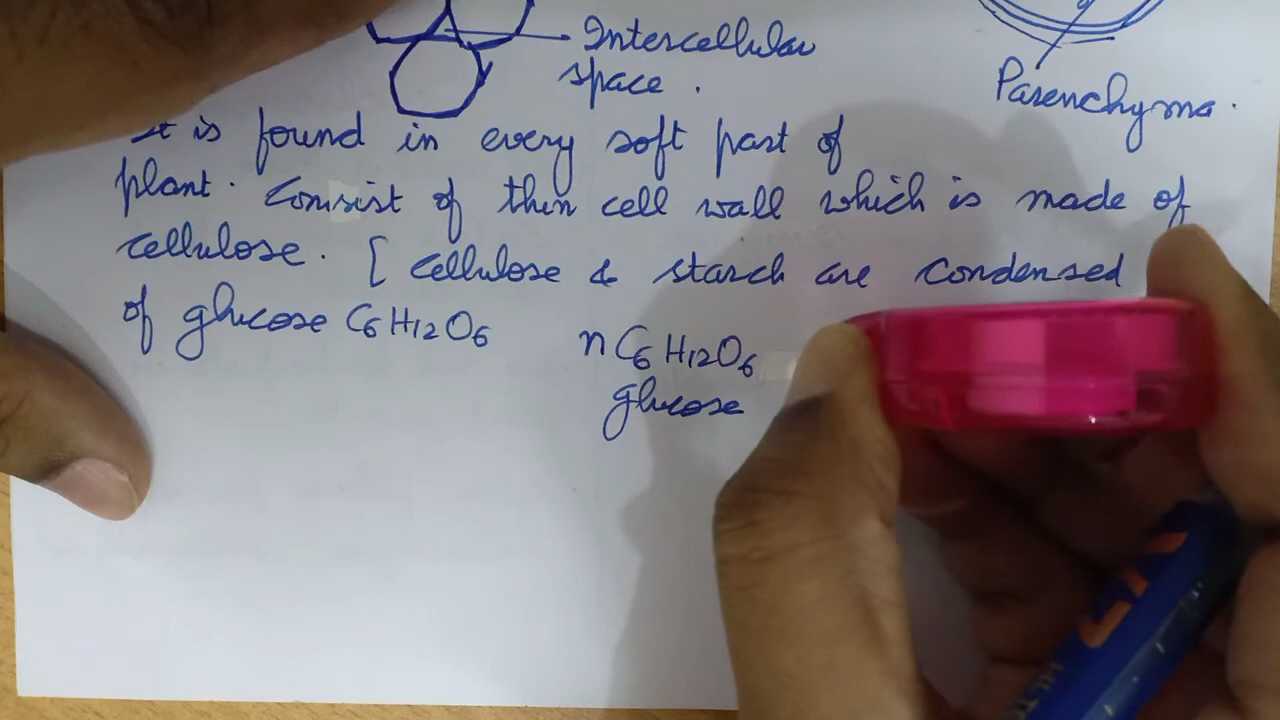 Intercellular
space.
Parenchyma.
It is found in every soft part of
plant. Consist of thin cell wall which is made of
cellulose. [ cellulose & starch are condensed
of glucose C6H12O6
nC6H12O6
glucose